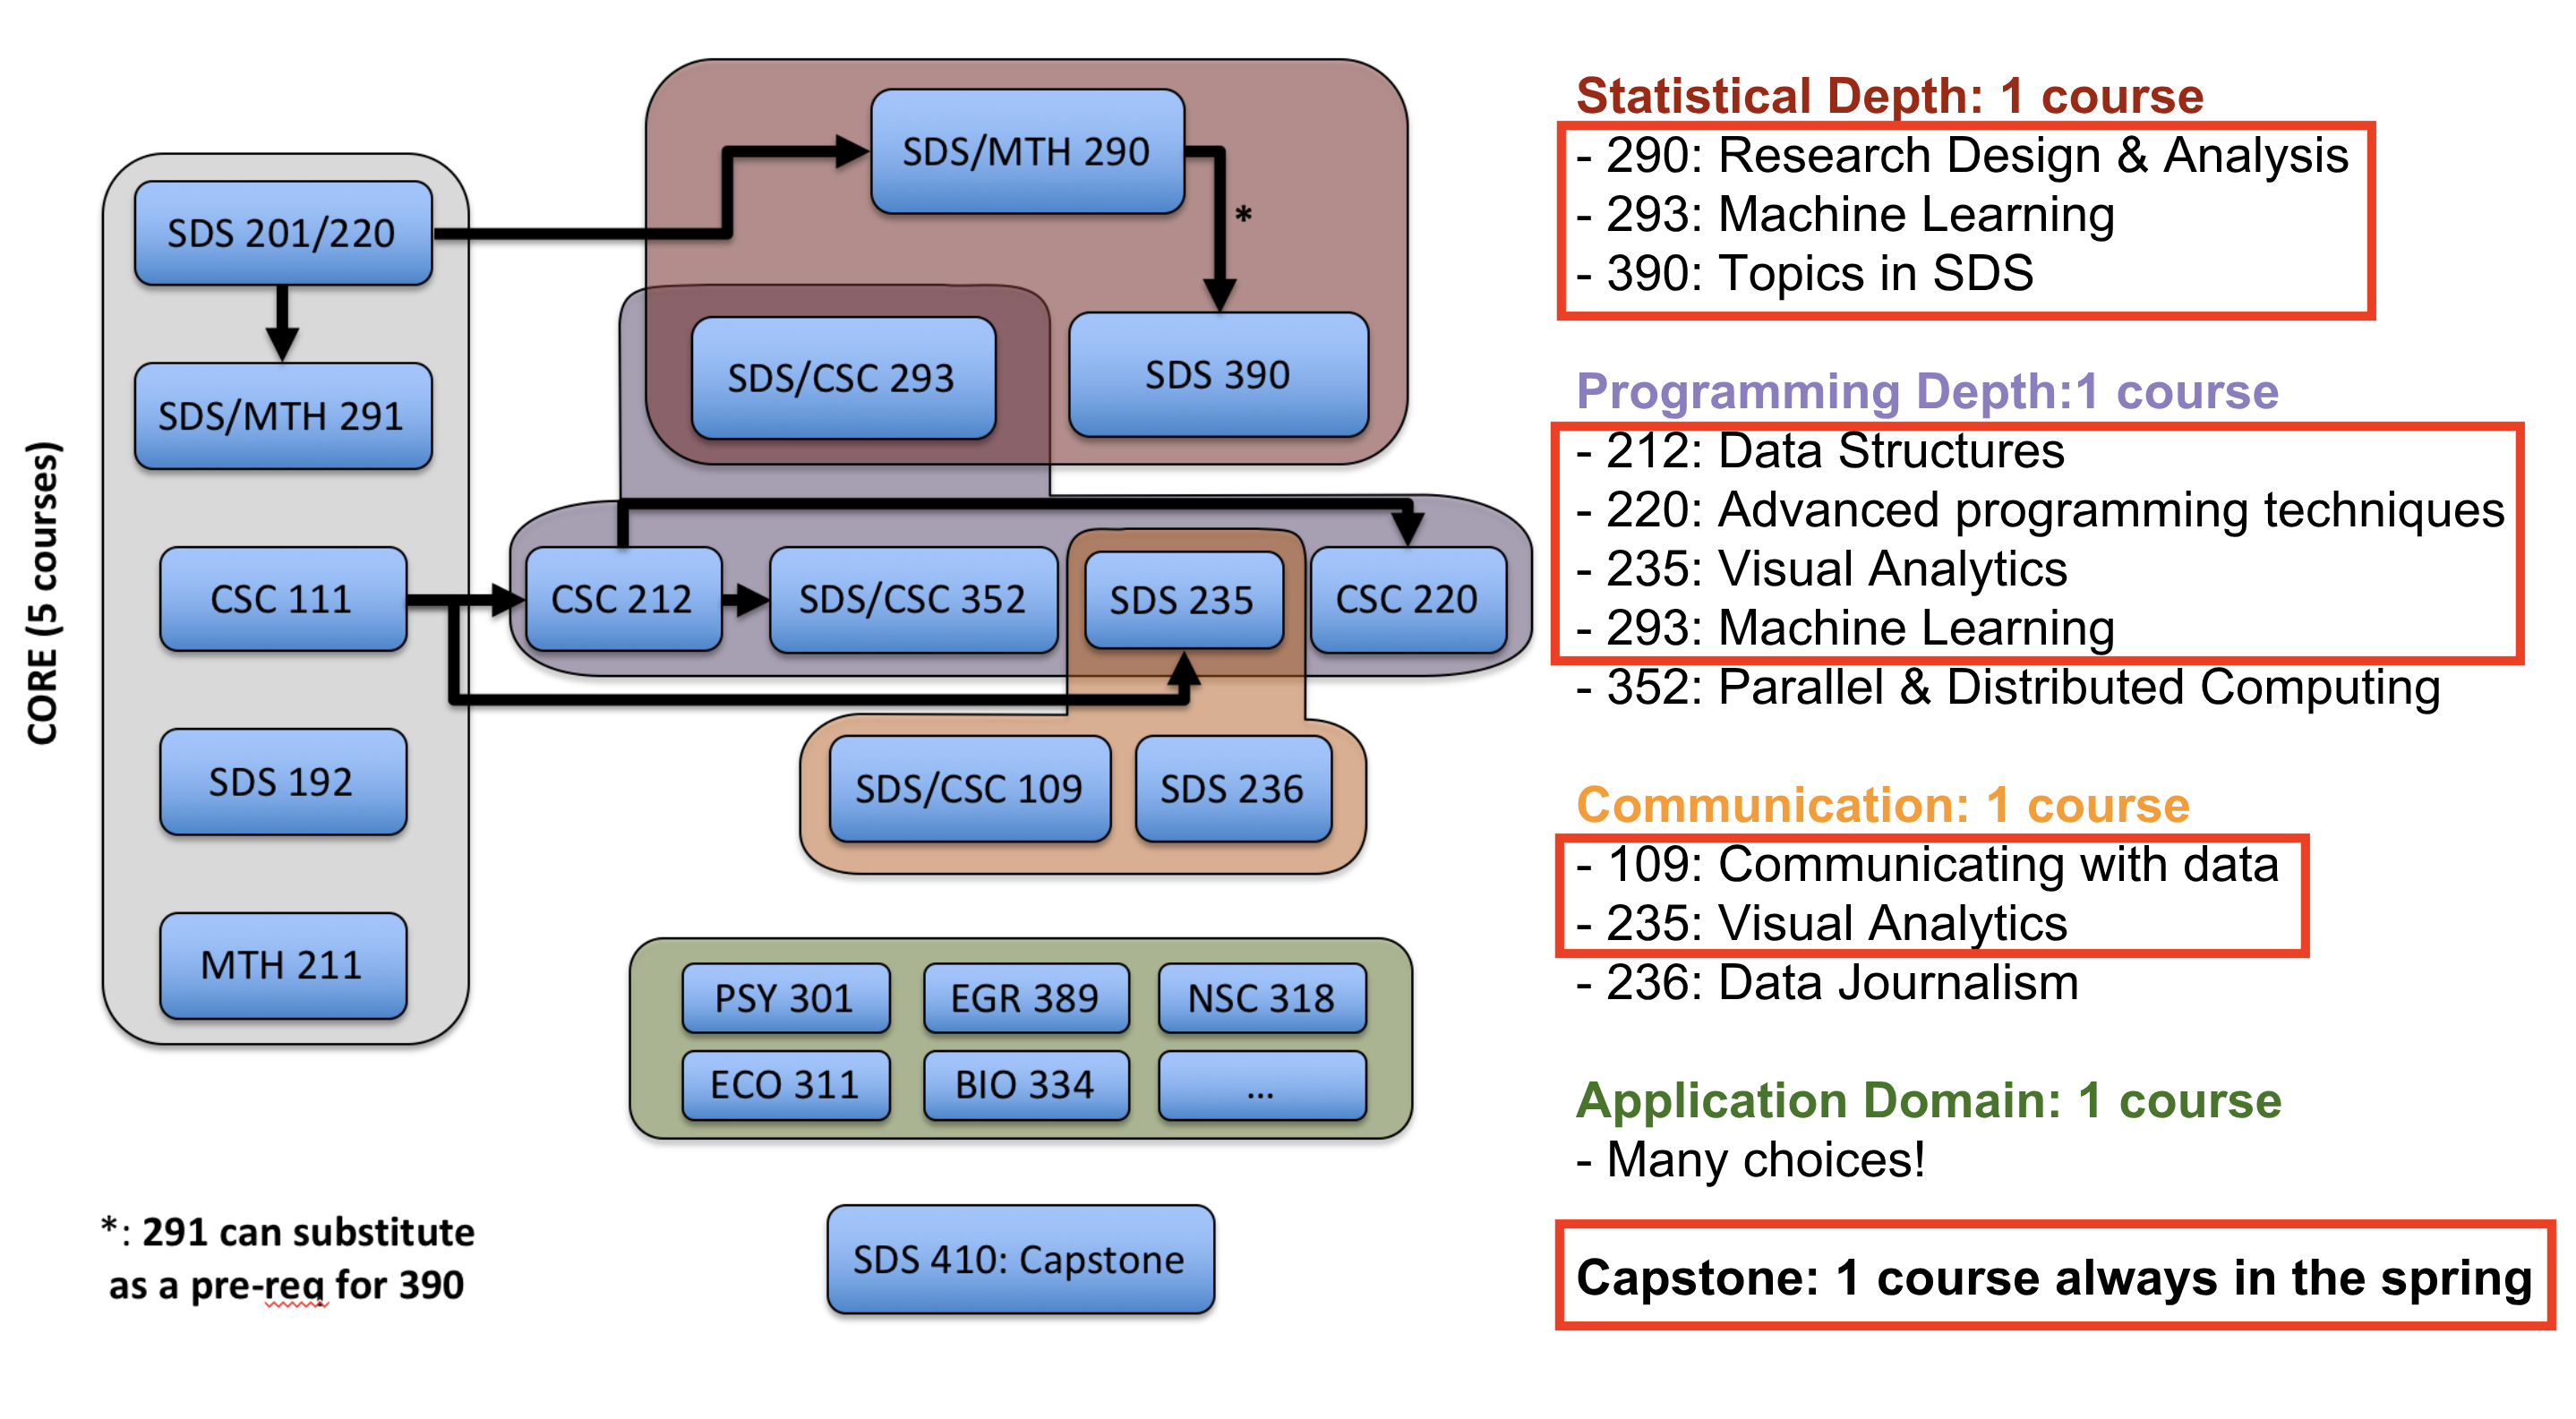 CORE (5 courses)
SDS 201/220
SDS/MTH 291
CSC 111
SDS 192
MTH 211
SDS/MTH 290
*
SDS/CSC 293
SDS 390
CSC 212
SDS/CSC 352
SDS 235
CSC 220
SDS/CSC 109
SDS 236
PSY 301
EGR 389
NSC 318
ECO 311
BIO 334
...
SDS 410: Capstone
*: 291 can substitute
as a pre-req for 390
Statistical Depth: 1 course
- 290: Research Design & Analysis
- 293: Machine Learning
- 390: Topics in SDS
Programming Depth:1 course
- 212: Data Structures
- 220: Advanced programming techniques
- 235: Visual Analytics
- 293: Machine Learning
- 352: Parallel & Distributed Computing
Communication: 1 course
- 109: Communicating with data
- 235: Visual Analytics
- 236: Data Journalism
Application Domain: 1 course
- Many choices!
Capstone: 1 course always in the spring